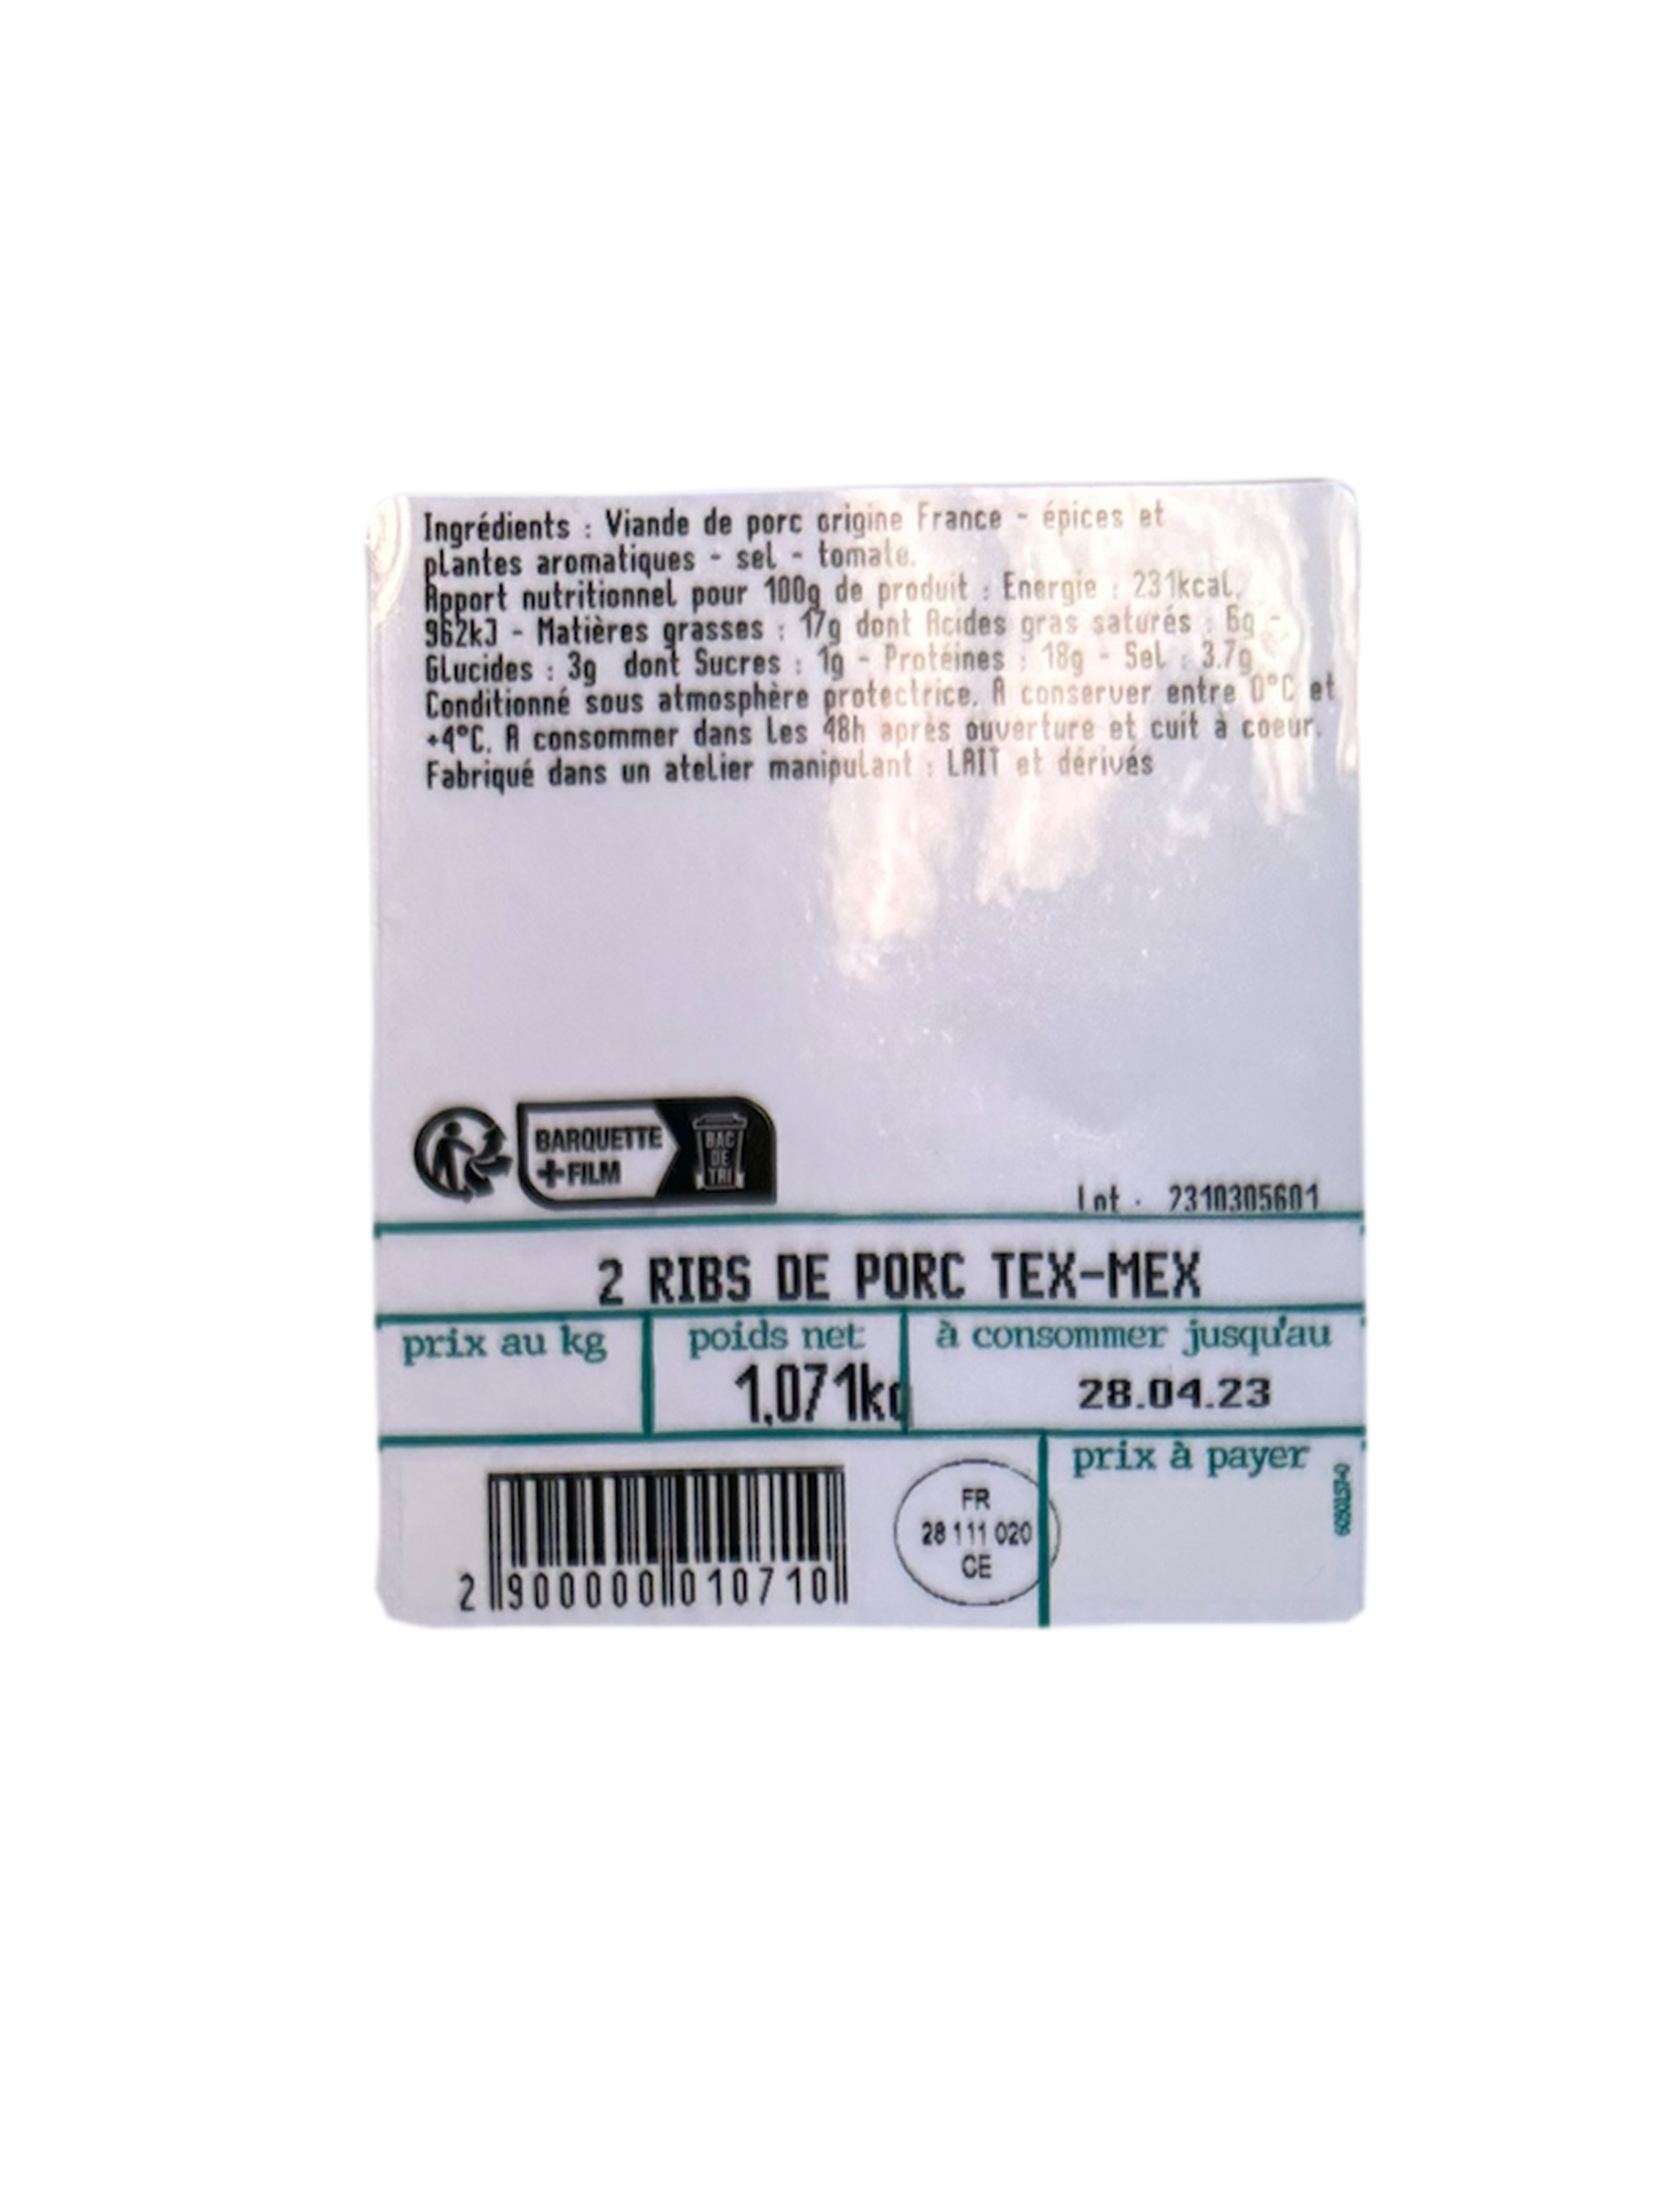 Ingrédients : Viande de porc origine France - épices et
plantes aromatiques - sel - tomate.
Apport nutritionnel pour 100g de produit : Energie : 231kcal,
962kJ - Matières grasses : 17g dont Acides gras saturés : 6g -
Glucides : 3g dont Sucres : 1g - Protéines : 18g - Sel : 3.7g
Conditionné sous atmosphère protectrice. A conserver entre 0°C et
+4°C. A consommer dans les 48h après ouverture et cuit à coeur.
Fabriqué dans un atelier manipulant : LAIT et dérivés
BARQUETTE
+FILM
BAC
DE
TRI
Lot : 2310305601
2 RIBS DE PORC TEX-MEX
prix au kg
poids net
à consommer jusqu'au
1,071kg
28.04.23
prix à payer
FR
28 111 020
CE
2 900000 010710